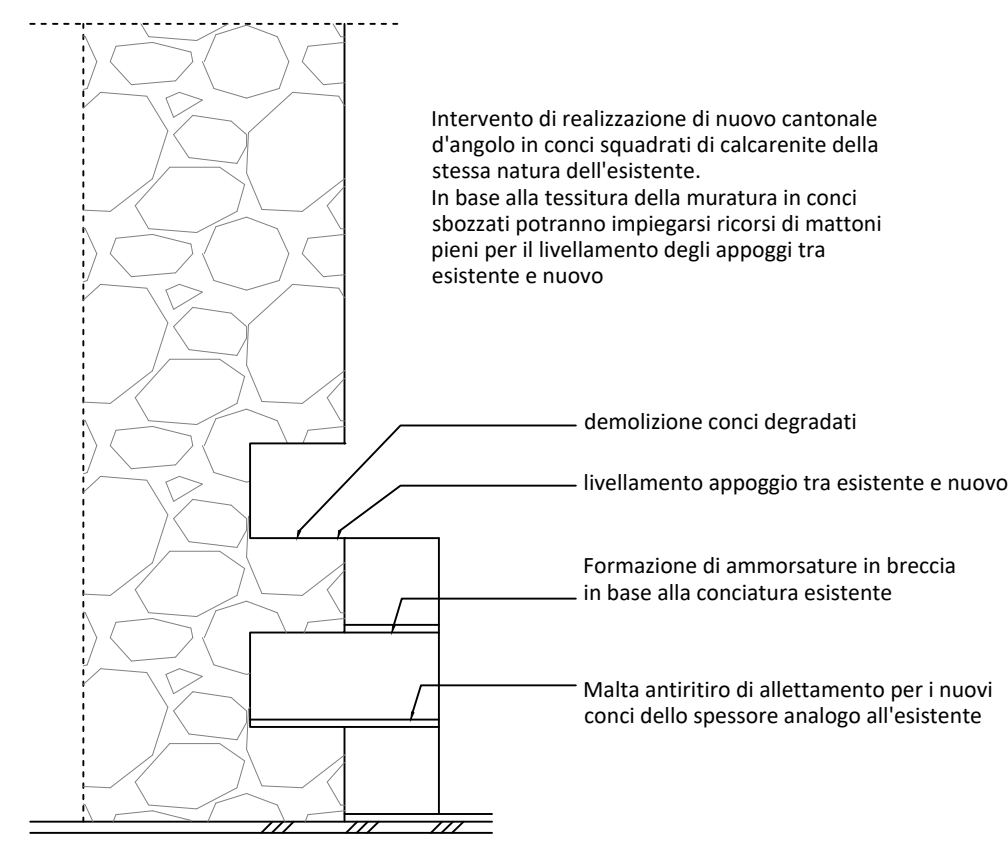 Intervento di realizzazione di nuovo cantonale
d'angolo in conci squadrati di calcarenite della
stessa natura dell'esistente.
In base alla tessitura della muratura in conci
sbozzati potranno impiegarsi ricorsi di mattoni
pieni per il livellamento degli appoggi tra
esistente e nuovo
demolizione conci degradati
livellamento appoggio tra esistente e nuovo
Formazione di ammorsature in breccia
in base alla conciatura esistente
Malta antiritiro di allettamento per i nuovi
conci dello spessore analogo all'esistente